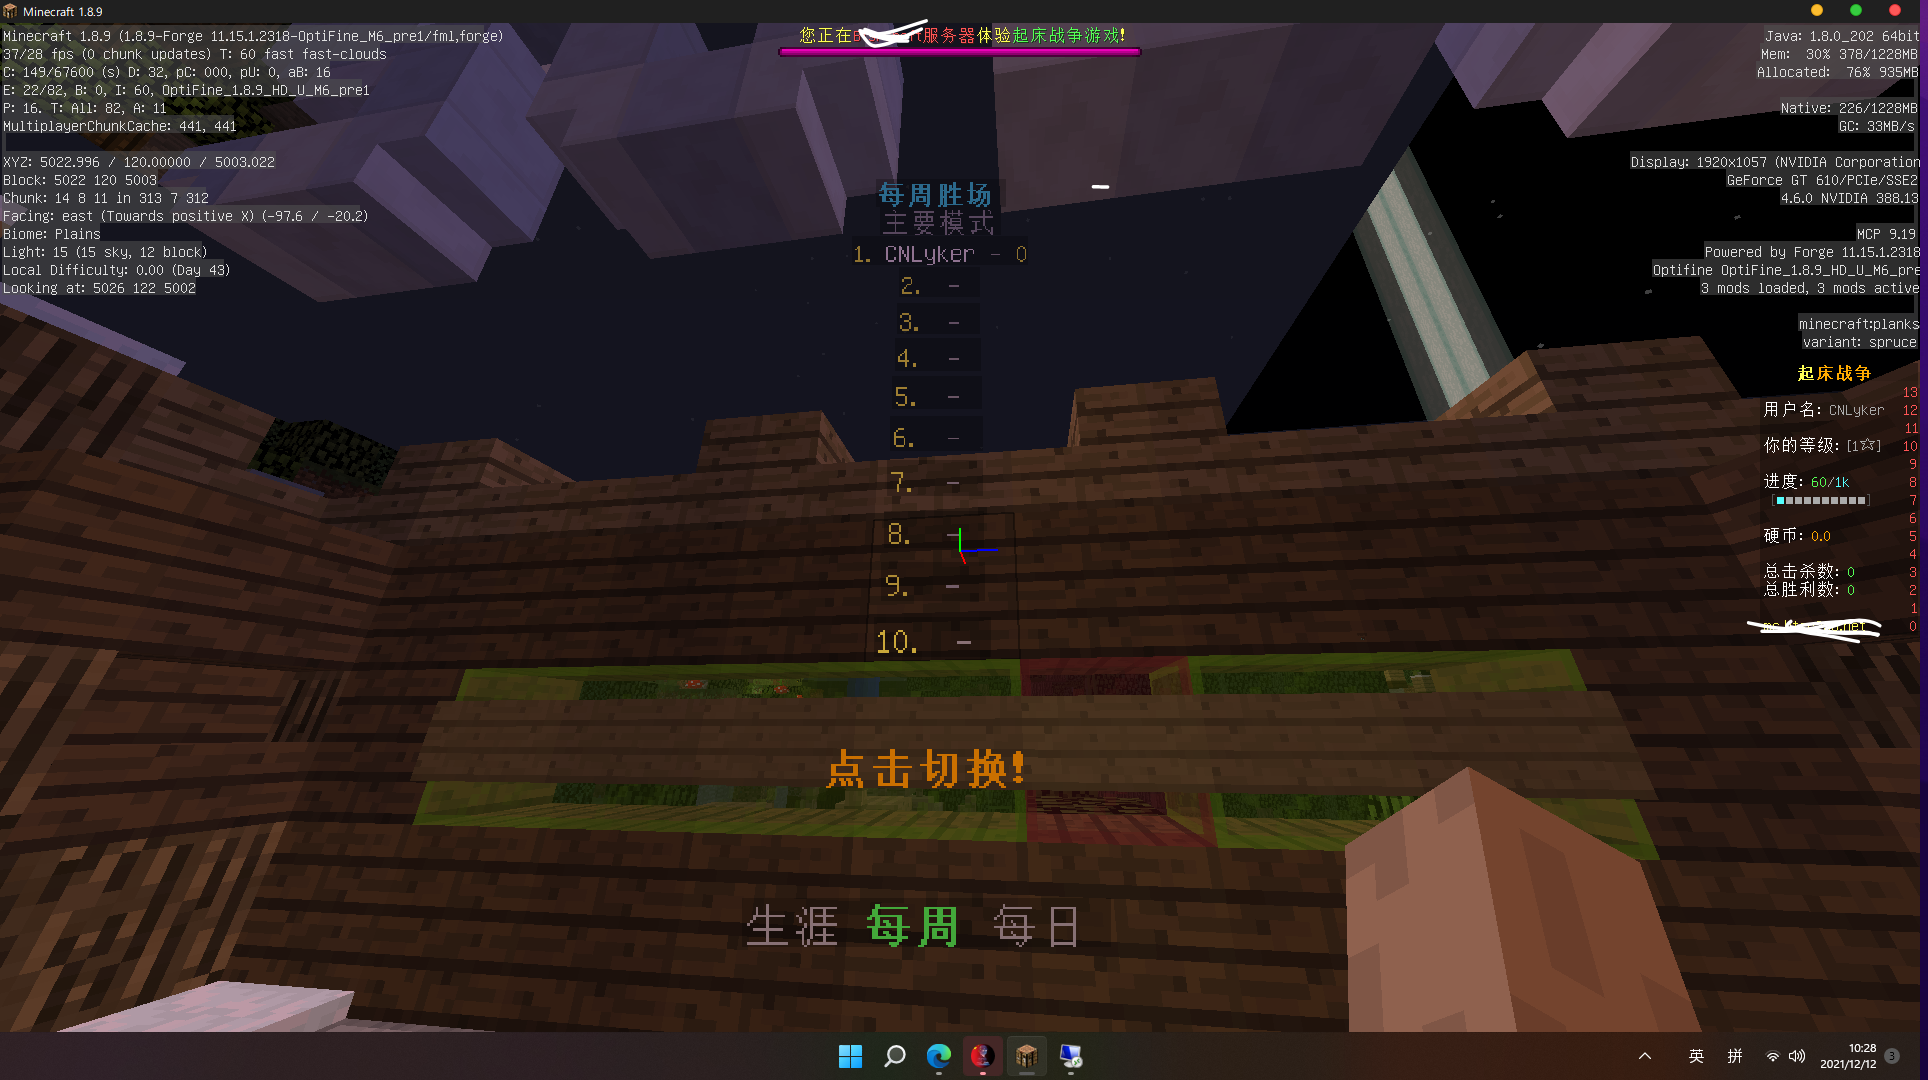 Minecraft 1.8.9
Minecraft 1.8.9 (1.8.9-Forge 11.15.1.2318-OptiFine_M6_pre1/fml,forge)
37/28 fps (0 chunk updates) T: 60 fast fast-clouds
C: 149/67600 (s) D: 32, pC: 000, pU: 0, aB: 16
E: 22/82, B: 0, I: 60, OptiFine_1.8.9_HD_U_M6_pre1
P: 16. T: All: 82, A: 11
MultiplayerChunkCache: 441, 441
XYZ: 5022.996 / 120.00000 / 5003.022
Block: 5022 120 5003
Chunk: 14 8 11 in 313 7 312
Facing: east (Towards positive X) (-97.6 / -20.2)
Biome: Plains
Light: 15 (15 sky, 12 block)
Local Difficulty: 0.00 (Day 43)
Looking at: 5026 122 5002
您正在 服务器体验起床战争游戏!
Java: 1.8.0_202 64bit
Mem: 30% 378/1228MB
Allocated: 76% 935MB
Native: 226/1228MB
GC: 33MB/s
Display: 1920x1057 (NVIDIA Corporation
GeForce GT 610/PCIe/SSE2
4.6.0 NVIDIA 388.13
MCP 9.19
Powered by Forge 11.15.1.2318
Optifine OptiFine_1.8.9_HD_U_M6_pre
3 mods loaded, 3 mods active
minecraft:planks
variant: spruce
每周胜场
主要模式
1. CNLyker - 0
2. -
3. -
4. -
5. -
6. -
7. -
8. -
9. -
10. -
点击切换!
生涯 每周 每日
起床战争
13
用户名: CNLyker 12
11
你的等级: [1☆] 10
9
进度: 60/1k 8
[■■■■■■■■■■] 7
6
硬币: 0.0 5
4
总击杀数: 0 3
总胜利数: 0 2
1
0
英 拼 10:28
2021/12/12 3